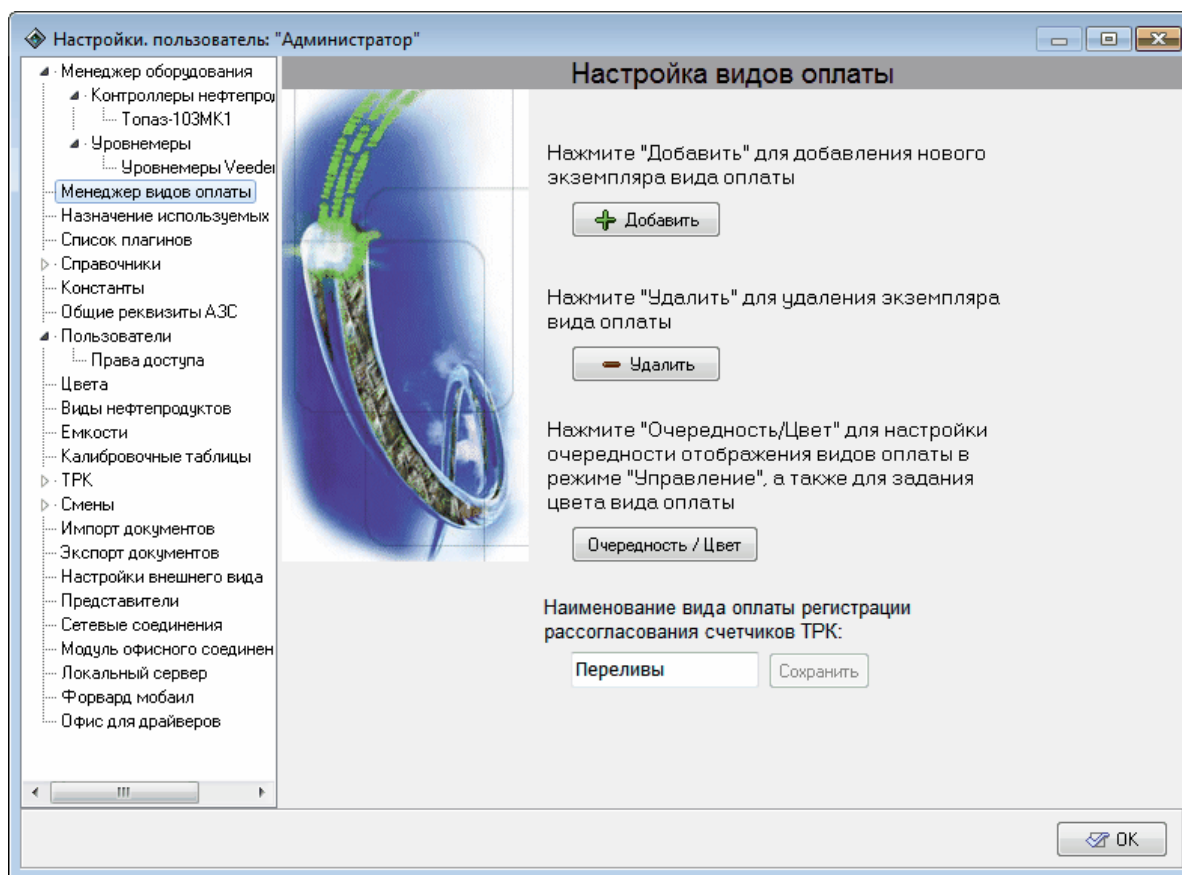 Настройки. пользователь: "Администратор"
Менеджер оборудования
Контроллеры нефтепро
Топаз-103МК1
Уровнемеры
Уровнемеры Veeder
Менеджер видов оплаты
Назначение используемых
Список плагинов
Справочники
Константы
Общие реквизиты АЗС
Пользователи
Права доступа
Цвета
Виды нефтепродуктов
Емкости
Калибровочные таблицы
ТРК
Смены
Импорт документов
Экспорт документов
Настройки внешнего вида
Представители
Сетевые соединения
Модуль офисного соединен
Локальный сервер
Форвард мобаил
Офис для драйверов
Настройка видов оплаты
Нажмите "Добавить" для добавления нового
экземпляра вида оплаты
Добавить
Нажмите "Удалить" для удаления экземпляра
вида оплаты
Удалить
Нажмите "Очередность/Цвет" для настройки
очередности отображения видов оплаты в
режиме "Управление", а также для задания
цвета вида оплаты
Очередность / Цвет
Наименование вида оплаты регистрации
рассогласования счетчиков ТРК:
Переливы
Сохранить
OK